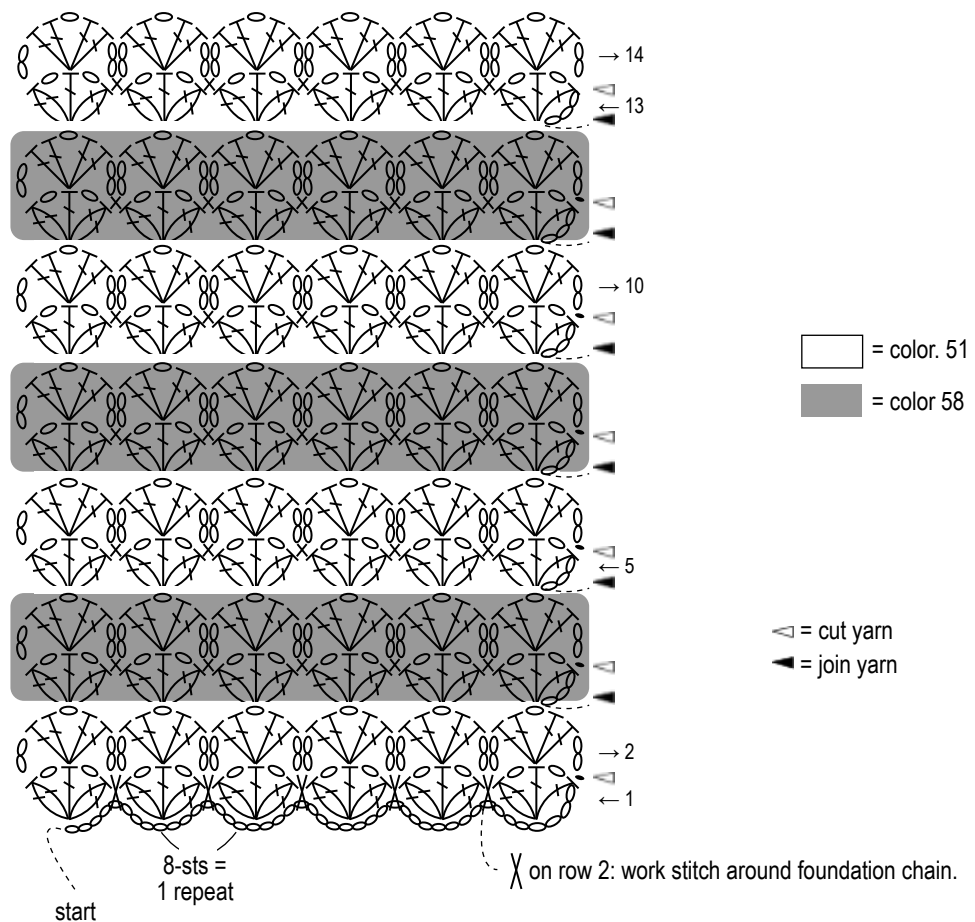 → 14
← 13
→ 10
= color. 51
= color 58
← 5
= cut yarn
= join yarn
→ 2
← 1
8-sts =
1 repeat
on row 2: work stitch around foundation chain.
start